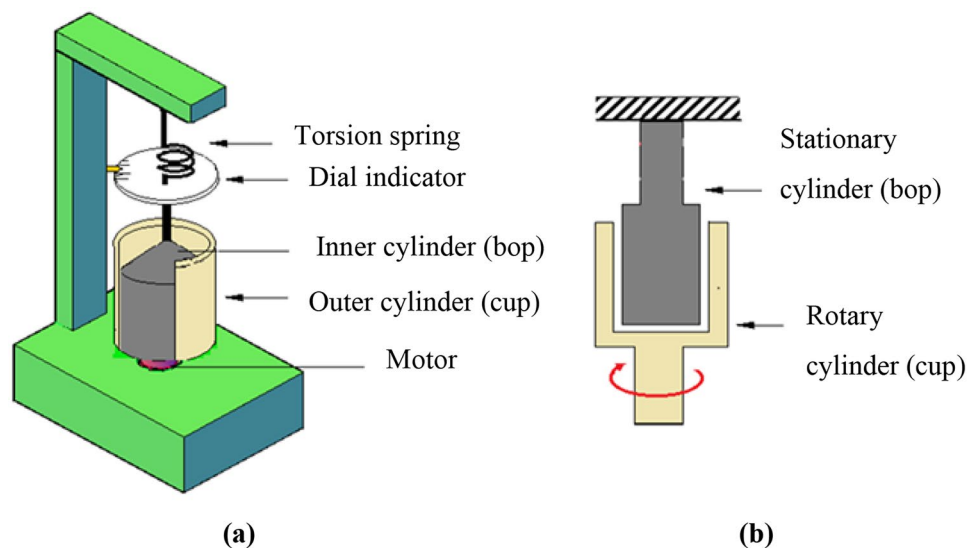 Torsion spring
Dial indicator
Inner cylinder (bop)
Outer cylinder (cup)
Motor
(a)
Stationary
cylinder (bop)
Rotary
cylinder (cup)
(b)